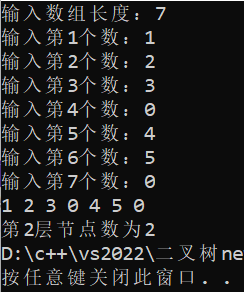 输入数组长度: 7
输入第1个数: 1
输入第2个数: 2
输入第3个数: 3
输入第4个数: 0
输入第5个数: 4
输入第6个数: 5
输入第7个数: 0
1 2 3 0 4 5 0
第2层节点数为2
D:\c++\vs2022\二叉树ne
按任意键关闭此窗口. . .